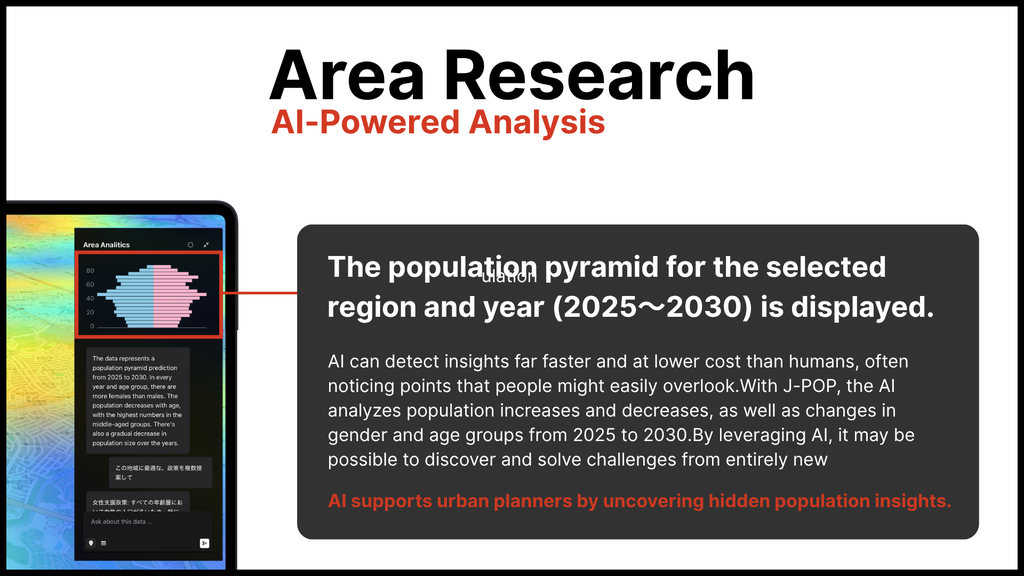 Area Research
AI-Powered Analysis
Area Analitics
80
60
40
20
0
The data represents a
population pyramid prediction
from 2025 to 2030. In every
year and age group, there are
more females than males. The
population decreases with age,
with the highest numbers in the
middle-aged groups. There's
also a gradual decrease in
population size over the years.
この地域に最適な、政策を複数提
案して
女性支援政策: すべての年齢層にお
Ask about this data ...
The population pyramid for the selected
ulation
region and year (2025〜2030) is displayed.
AI can detect insights far faster and at lower cost than humans, often
noticing points that people might easily overlook.With J-POP, the AI
analyzes population increases and decreases, as well as changes in
gender and age groups from 2025 to 2030.By leveraging AI, it may be
possible to discover and solve challenges from entirely new
AI supports urban planners by uncovering hidden population insights.